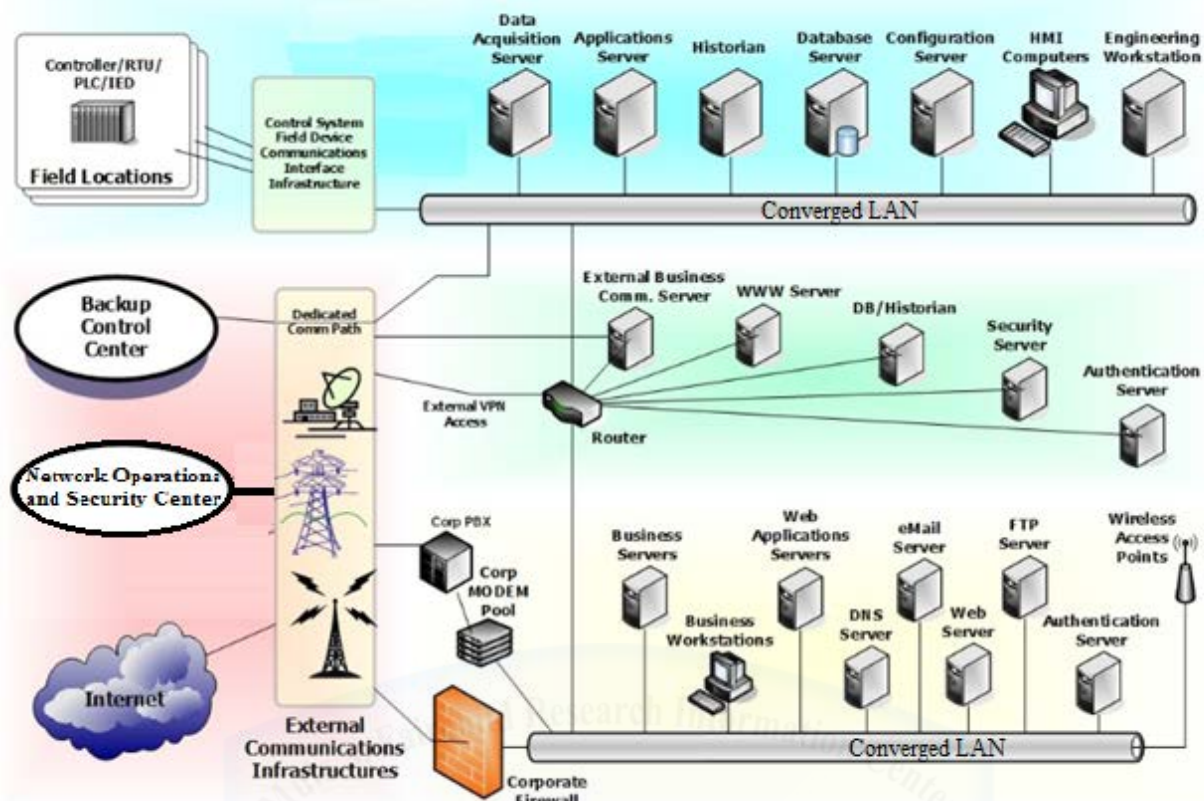 Data
Acquisition
Server
Applications
Server
Historian
Database
Server
Configuration
Server
HMI
Computers
Engineering
Workstation
Controller/RTU/
PLC/IED
Field Locations
Control System
Field Device
Communications
Interface
Infrastructure
Converged LAN
Backup
Control
Center
Dedicated
Comm Path
External Business
Comm. Server
WWW Server
DB/Historian
Security
Server
Authentication
Server
External VPN
Access
Router
Network Operations
and Security Center
Corp PBX
Corp
MODEM
Pool
Business
Servers
Web
Applications
Servers
eMail
Server
FTP
Server
Wireless
Access
Points
Business
Workstations
DNS
Server
Web
Server
Authentication
Server
Internet
External
Communications
Infrastructures
Converged LAN
Corporate
Firewall
Research Information Center